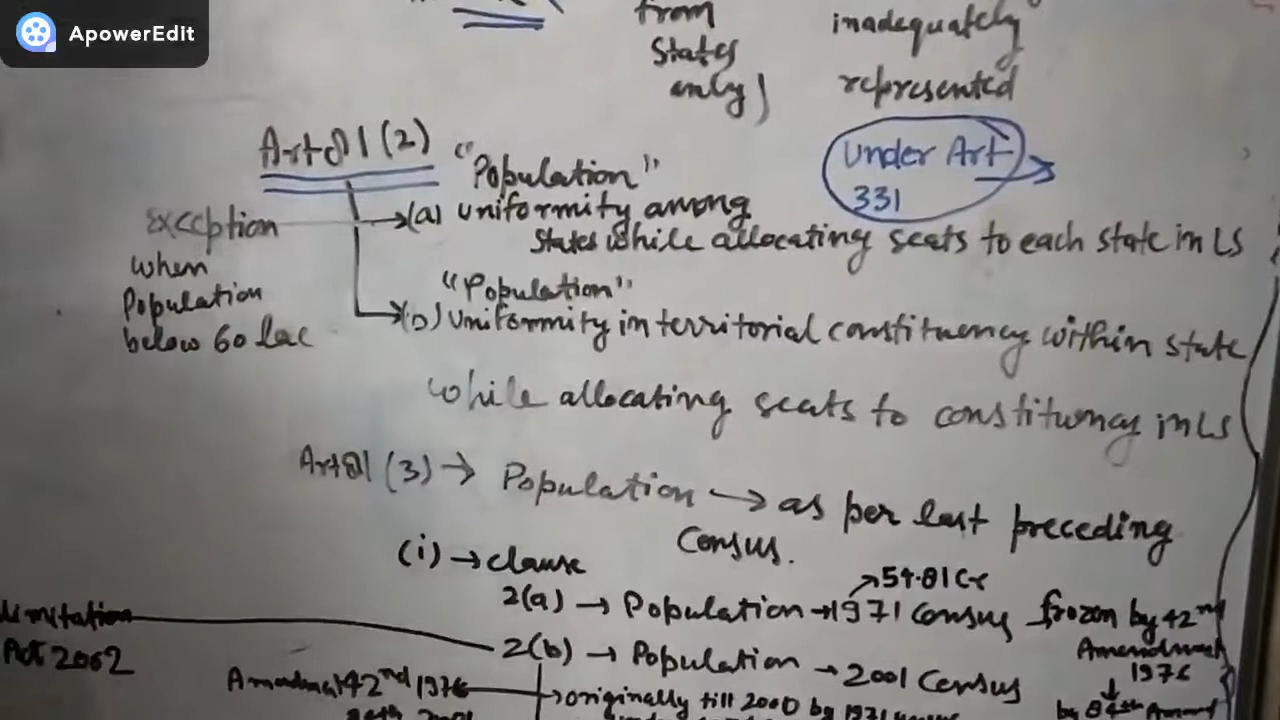 ApowerEdit
from
States
only)
inadequately
represented
under Art
331
Art 81(2)
"Population"
(a) uniformity among
States while allocating seats to each state in LS
Exception
when
Population
below 60 lac
"Population"
(b) Uniformity in territorial constituency within state
while allocating seats to constituency in LS
Art 81 (3) → Population → as per last preceding
Census.
(i) → clause
54.81 Cr
2(a) → Population → 1971 Census frozen by 42nd
Amendment
1976
by 84th
2(b) → Population → 2001 Census
Act 2002
42nd 1976
originally till 2000 by 1971